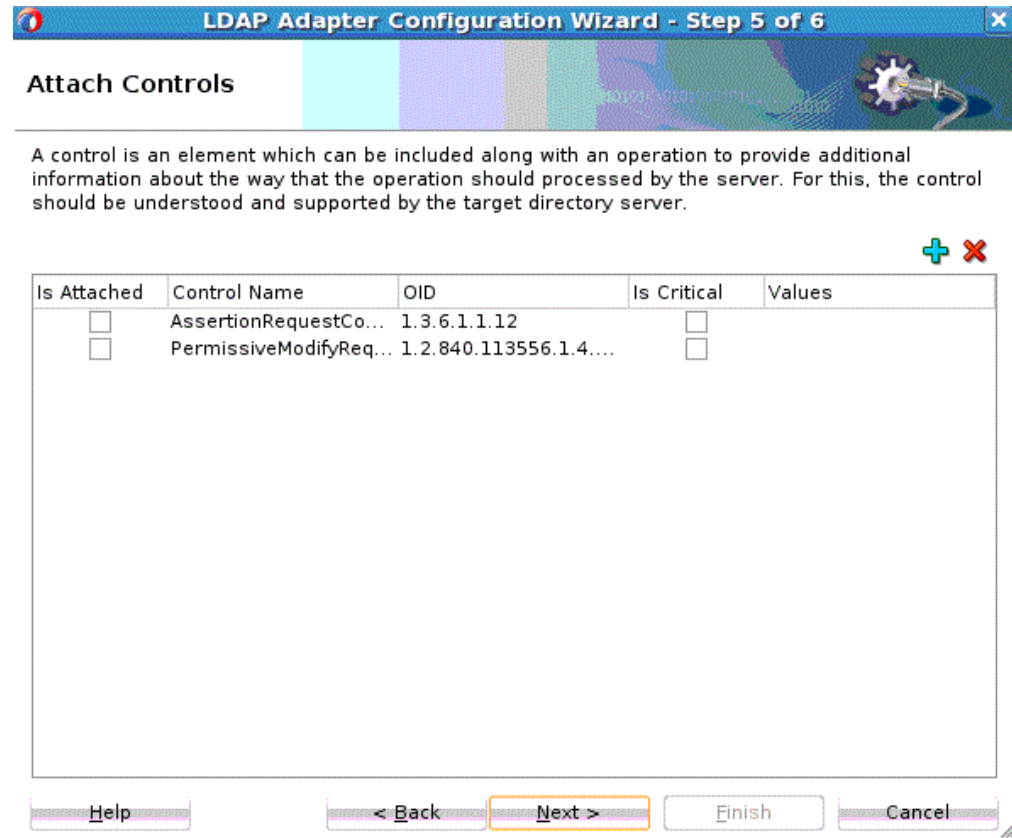 LDAP Adapter Configuration Wizard - Step 5 of 6
Attach Controls
A control is an element which can be included along with an operation to provide additional
information about the way that the operation should processed by the server. For this, the control
should be understood and supported by the target directory server.
Is Attached Control Name OID Is Critical Values
AssertionRequestCo... 1.3.6.1.1.12
PermissiveModifyReq... 1.2.840.113556.1.4....
Help < Back Next > Finish Cancel